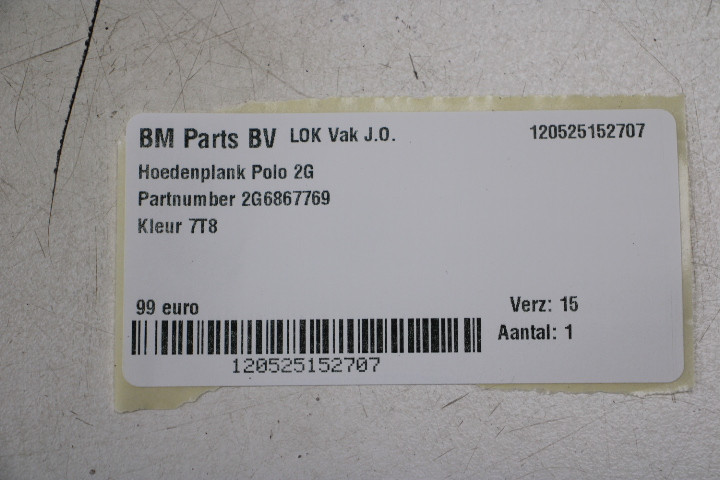 BM Parts BV LOK Vak J.O. 120525152707
Hoedenplank Polo 2G
Partnumber 2G6867769
Kleur 7T8
99 euro Verz: 15
Aantal: 1
120525152707